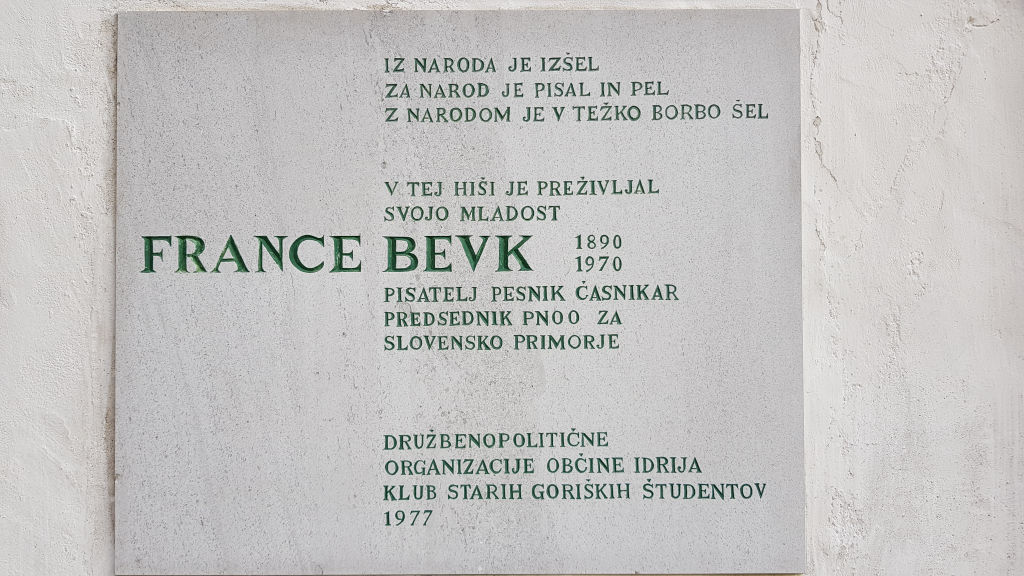 IZ NARODA JE IZŠEL
ZA NAROD JE PISAL IN PEL
Z NARODOM JE V TEŽKO BORBO ŠEL
V TEJ HIŠI JE PREŽIVLJAL
SVOJO MLADOST
FRANCE BEVK 1890
1970
PISATELJ PESNIK ČASNIKAR
PREDSEDNIK PNOO ZA
SLOVENSKO PRIMORJE
DRUŽBENOPOLITIČNE
ORGANIZACIJE OBČINE IDRIJA
KLUB STARIH GORIŠKIH ŠTUDENTOV
1977